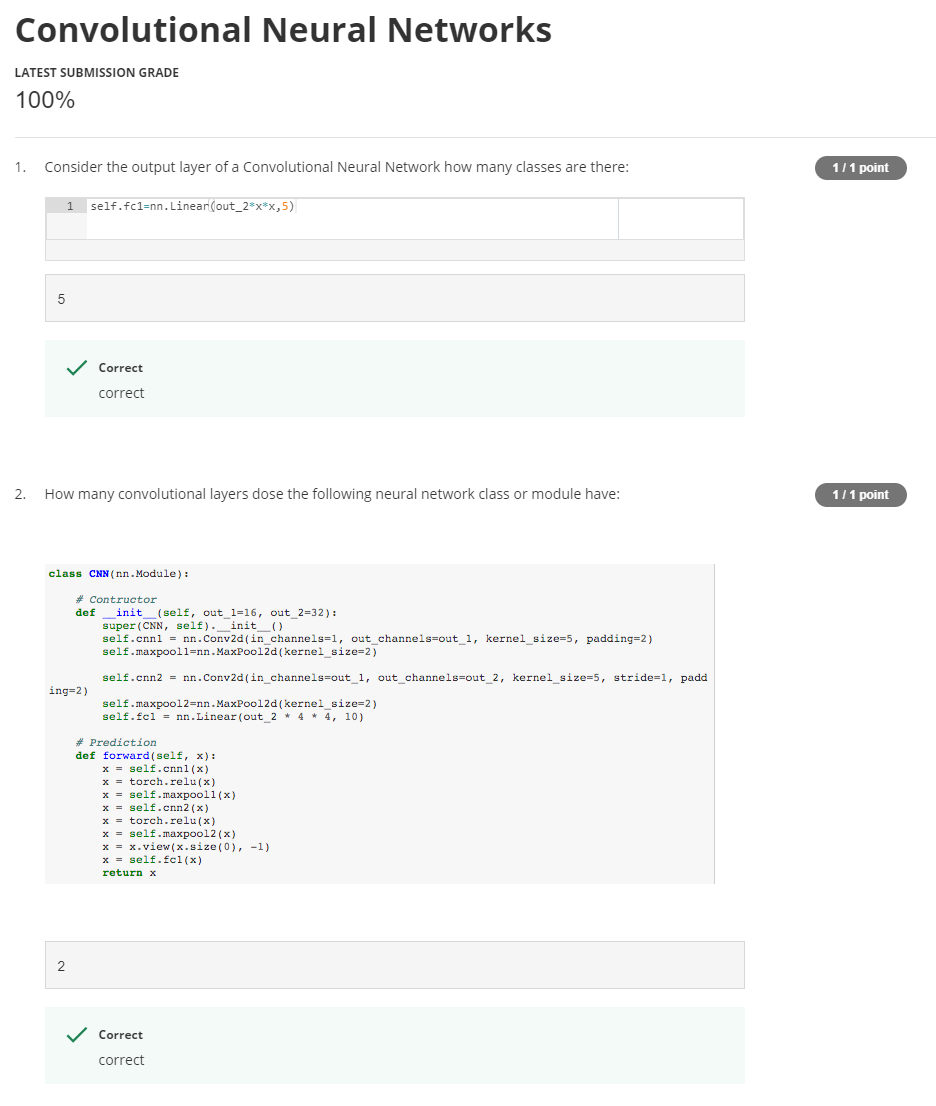 Convolutional Neural Networks
LATEST SUBMISSION GRADE
100%
1. Consider the output layer of a Convolutional Neural Network how many classes are there:
1 / 1 point
1 self.fc1=nn.Linear(out_2*x*x,5)
5
Correct
correct
2. How many convolutional layers dose the following neural network class or module have:
1 / 1 point
class CNN(nn.Module):
# Contructor
def __init__(self, out_1=16, out_2=32):
super(CNN, self).__init__()
self.cnn1 = nn.Conv2d(in_channels=1, out_channels=out_1, kernel_size=5, padding=2)
self.maxpool1=nn.MaxPool2d(kernel_size=2)
self.cnn2 = nn.Conv2d(in_channels=out_1, out_channels=out_2, kernel_size=5, stride=1, padd
ing=2)
self.maxpool2=nn.MaxPool2d(kernel_size=2)
self.fc1 = nn.Linear(out_2 * 4 * 4, 10)
# Prediction
def forward(self, x):
x = self.cnn1(x)
x = torch.relu(x)
x = self.maxpool1(x)
x = self.cnn2(x)
x = torch.relu(x)
x = self.maxpool2(x)
x = x.view(x.size(0), -1)
x = self.fc1(x)
return x
2
Correct
correct